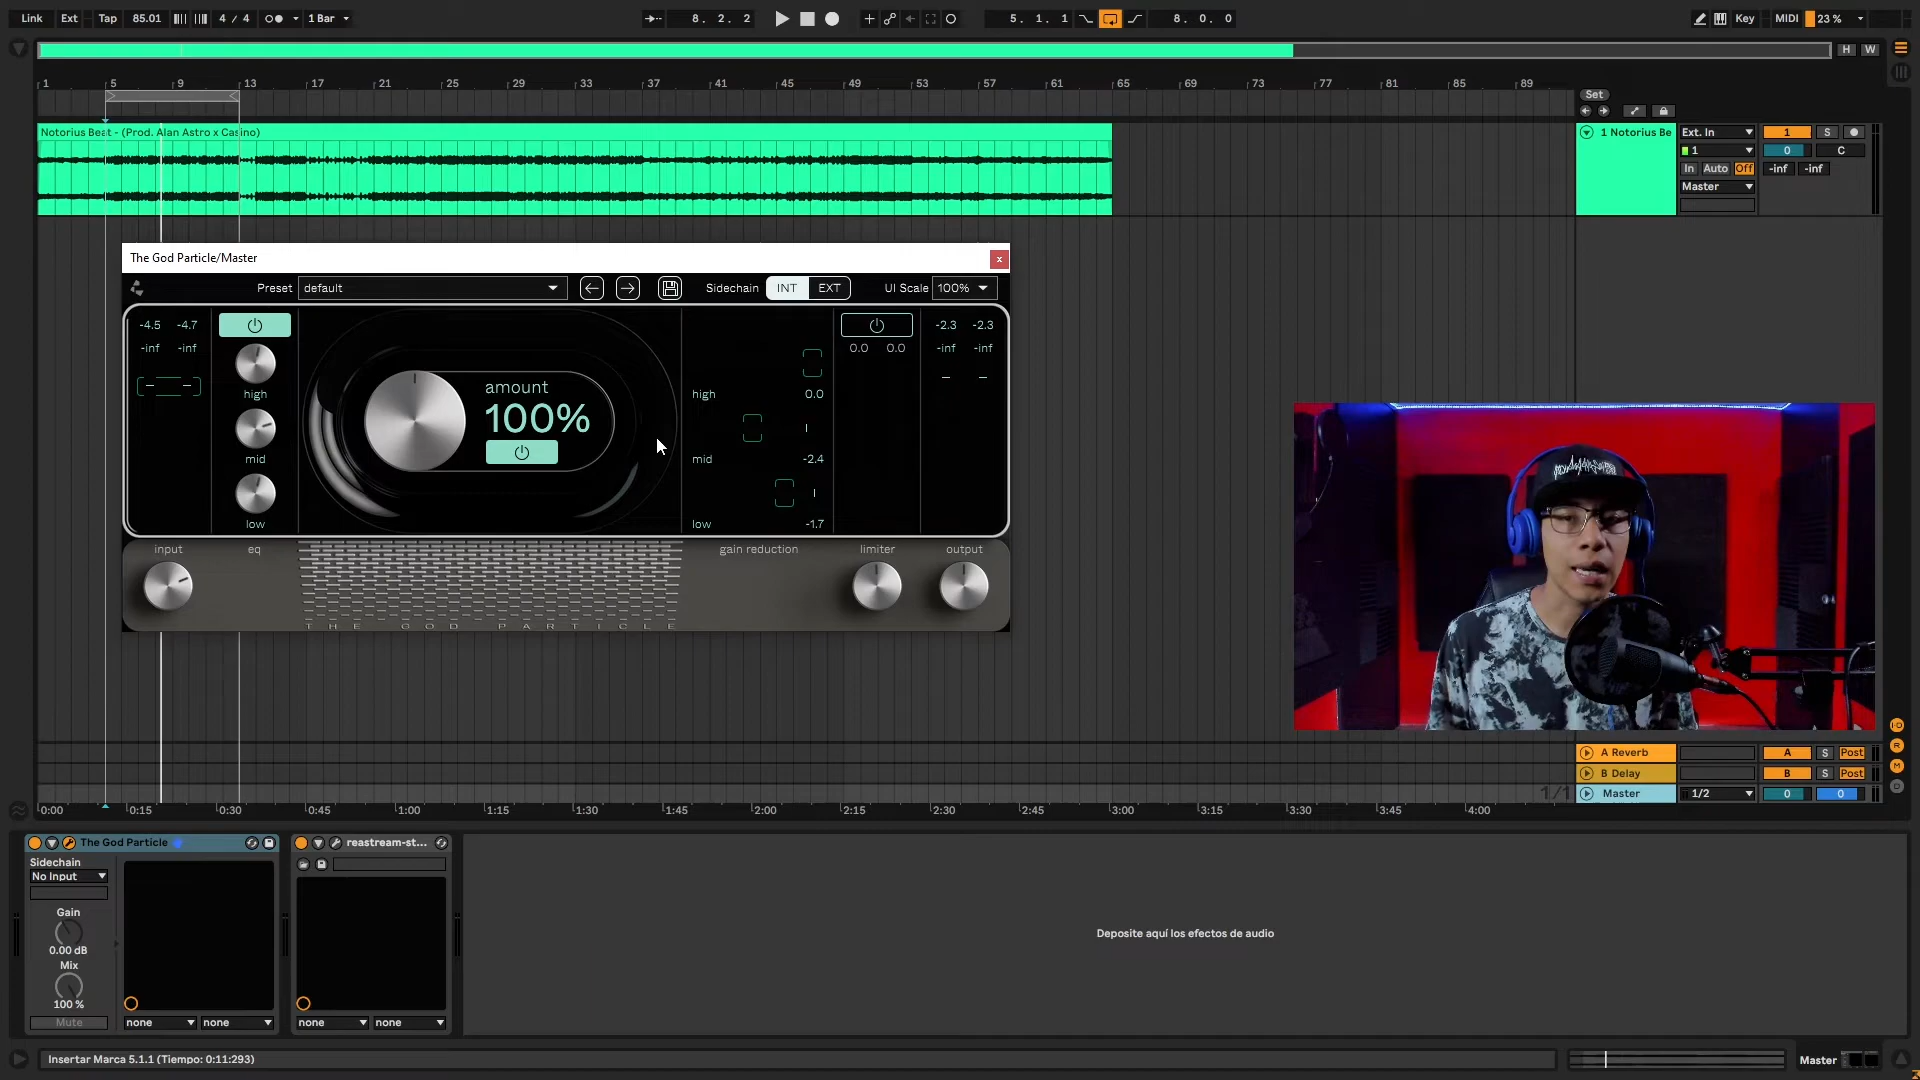 Link Ext Tap 85.01 4 / 4 1 Bar 8. 2. 2 5. 1. 1 8. 0. 0 Key MIDI 23 %
H W
1 5 9 13 17 21 25 29 33 37 41 45 49 53 57 61 65 69 73 77 81 85 89
Set
Notorius Beat - (Prod. Alan Astro x Casino)
1 Notorius Be Ext. In 1 S
1 0 C
In Auto Off -inf -inf
Master
The God Particle/Master x
Preset default Sidechain INT EXT UI Scale 100%
-4.5 -4.7 -2.3 -2.3
-inf -inf 0.0 0.0 -inf -inf
amount
high high 0.0
100%
mid mid -2.4
low low -1.7
input eq gain reduction limiter output
THE GOD PARTICLE
A Reverb A S Post
B Delay B S Post
1/1 Master 1/2 0 0
0:00 0:15 0:30 0:45 1:00 1:15 1:30 1:45 2:00 2:15 2:30 2:45 3:00 3:15 3:30 3:45 4:00
The God Particle reastream-st...
Sidechain
No Input
Gain
0.00 dB
Mix
100 %
Mute none none none none
Deposite aquí los efectos de audio
Insertar Marca 5.1.1 (Tiempo: 0:11:293) Master